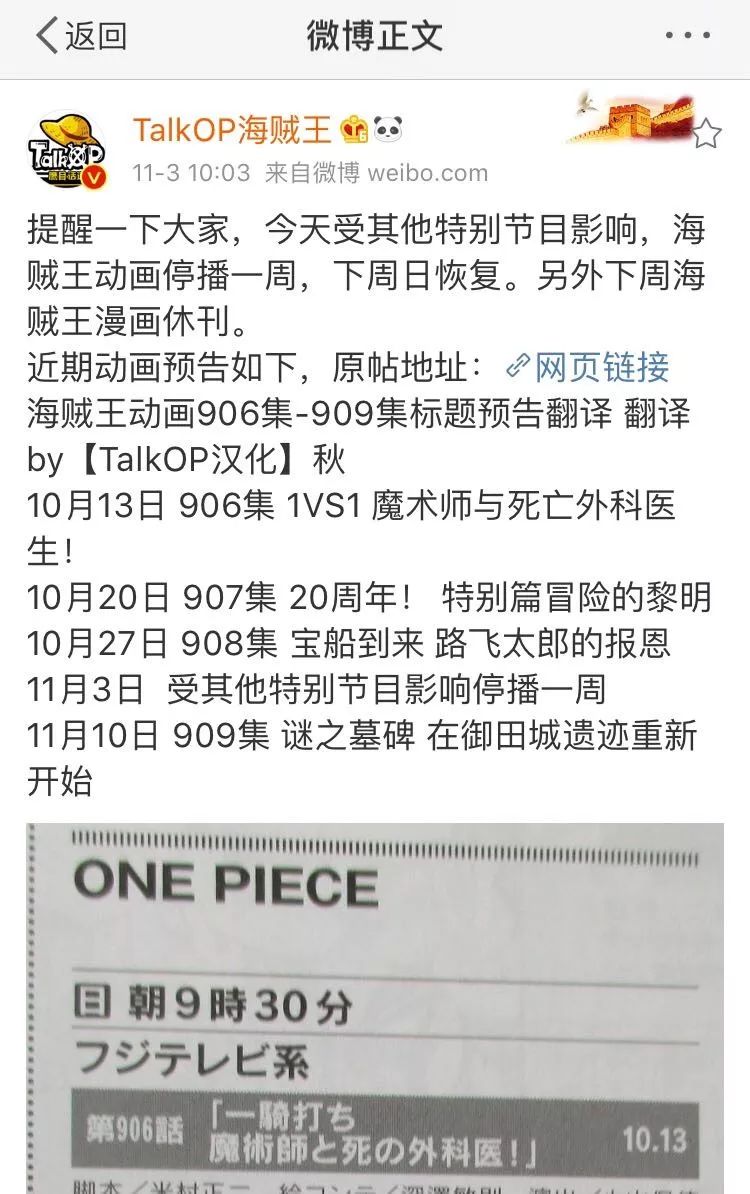 返回
微博正文
TalkOP海贼王
11-3 10:03 来自微博 weibo.com
提醒一下大家，今天受其他特别节目影响，海
贼王动画停播一周，下周日恢复。另外下周海
贼王漫画休刊。
近期动画预告如下，原帖地址：网页链接
海贼王动画906集-909集标题预告翻译 翻译
by【TalkOP汉化】秋
10月13日 906集 1VS1 魔术师与死亡外科医
生！
10月20日 907集 20周年！ 特别篇冒险的黎明
10月27日 908集 宝船到来 路飞太郎的报恩
11月3日 受其他特别节目影响停播一周
11月10日 909集 谜之墓碑 在御田城遗迹重新
开始
ONE PIECE
日 朝9時30分
フジテレビ系
第906話 「一騎打ち
魔術師と死の外科医！」 10.13